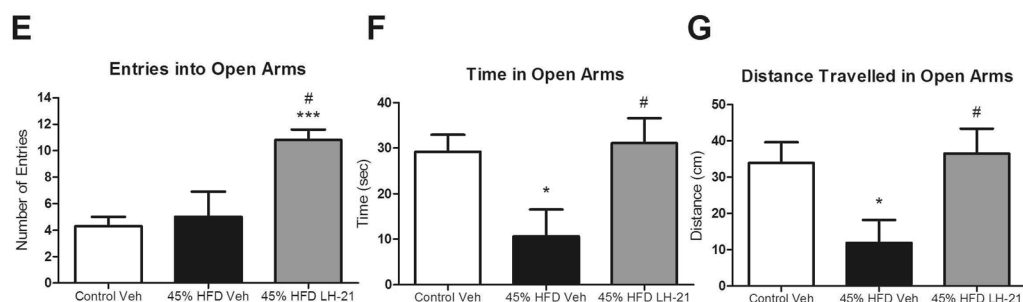 E
Entries into Open Arms
Number of Entries
14
12
10
8
6
4
2
0
#
***
Control Veh
45% HFD Veh
45% HFD LH-21
F
Time in Open Arms
Time (sec)
40
30
20
10
0
*
#
Control Veh
45% HFD Veh
45% HFD LH-21
G
Distance Travelled in Open Arms
Distance (cm)
50
40
30
20
10
0
*
#
Control Veh
45% HFD Veh
45% HFD LH-21